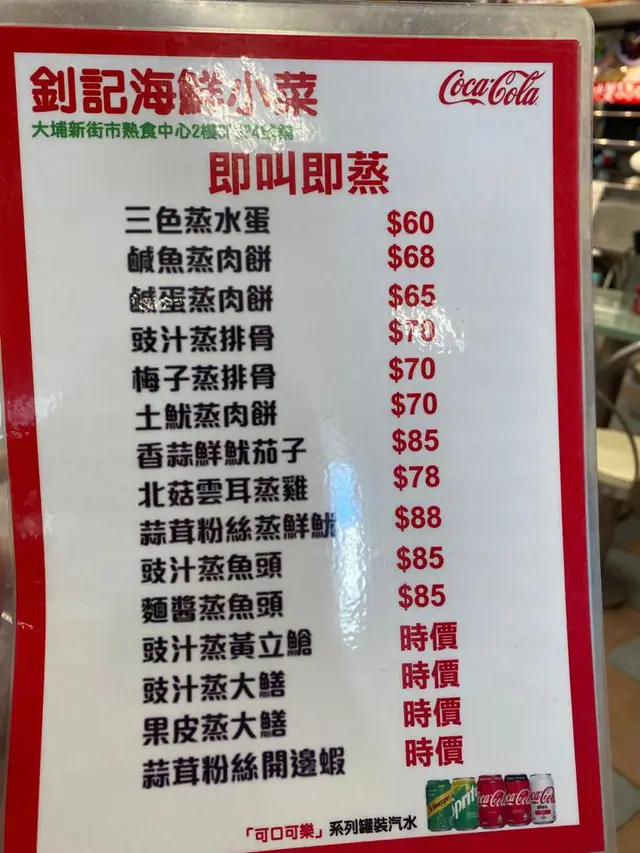 釗記海鮮小菜
Coca-Cola
大埔新街市熟食中心2樓
即叫即蒸
三色蒸水蛋 $60
鹹魚蒸肉餅 $68
鹹蛋蒸肉餅 $65
豉汁蒸排骨 $70
梅子蒸排骨 $70
土魷蒸肉餅 $70
香蒜鮮魷茄子 $85
北菇雲耳蒸雞 $78
蒜茸粉絲蒸鮮魷 $88
豉汁蒸魚頭 $85
麵醬蒸魚頭 $85
豉汁蒸黃立鯧 時價
豉汁蒸大鱔 時價
果皮蒸大鱔 時價
蒜茸粉絲開邊蝦 時價
「可口可樂」系列罐裝汽水